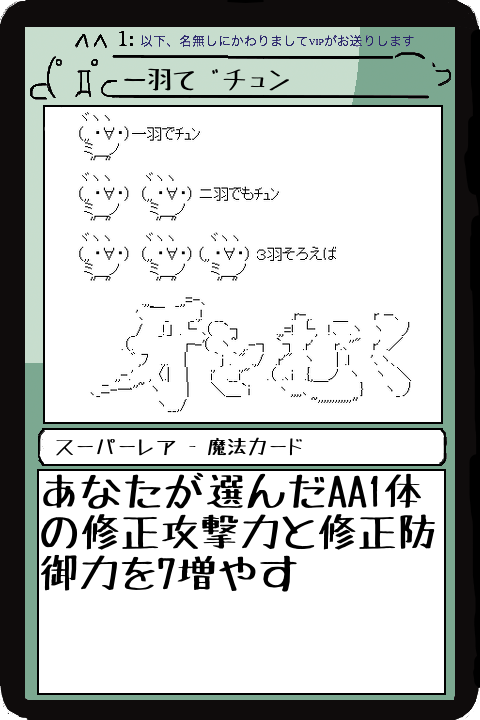 1: 以下、名無しにかわりましてVIPがお送りします
一羽で チュン
一羽でﾁｭﾝ
二羽でもﾁｭﾝ
3羽そろえば
牙をむく
スーパーレア - 魔法カード
あなたが選んだAA1体
の修正攻撃力と修正防
御力を7増やす